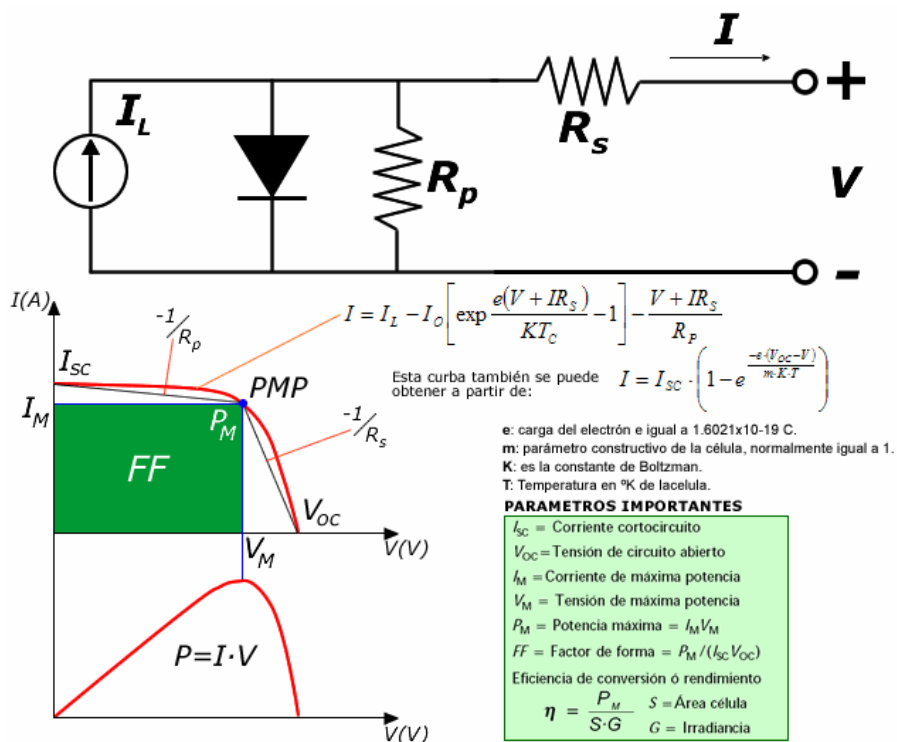 I
I_L
R_p
R_s
+
V
-
I(A)
-1/R_p
I = I_L − I_O [exp e(V + IR_S)/KT_C − 1] − (V + IR_S)/R_P
I_SC
PMP
Esta curba también se puede
obtener a partir de:
I = I_SC · (1 − e^(−e·(V_OC−V)/m·K·T))
I_M
P_M
-1/R_s
FF
V_OC
V_M
V(V)
e: carga del electrón e igual a 1.6021x10-19 C.
m: parámetro constructivo de la célula, normalmente igual a 1.
K: es la constante de Boltzman.
T: Temperatura en ºK de lacelula.
PARAMETROS IMPORTANTES
I_SC = Corriente cortocircuito
V_OC = Tensión de circuito abierto
I_M = Corriente de máxima potencia
V_M = Tensión de máxima potencia
P_M = Potencia máxima = I_M V_M
FF = Factor de forma = P_M /(I_SC V_OC)
Eficiencia de conversión ó rendimiento
η = P_M / S·G
S = Área célula
G = Irradiancia
P=I·V
V(V)